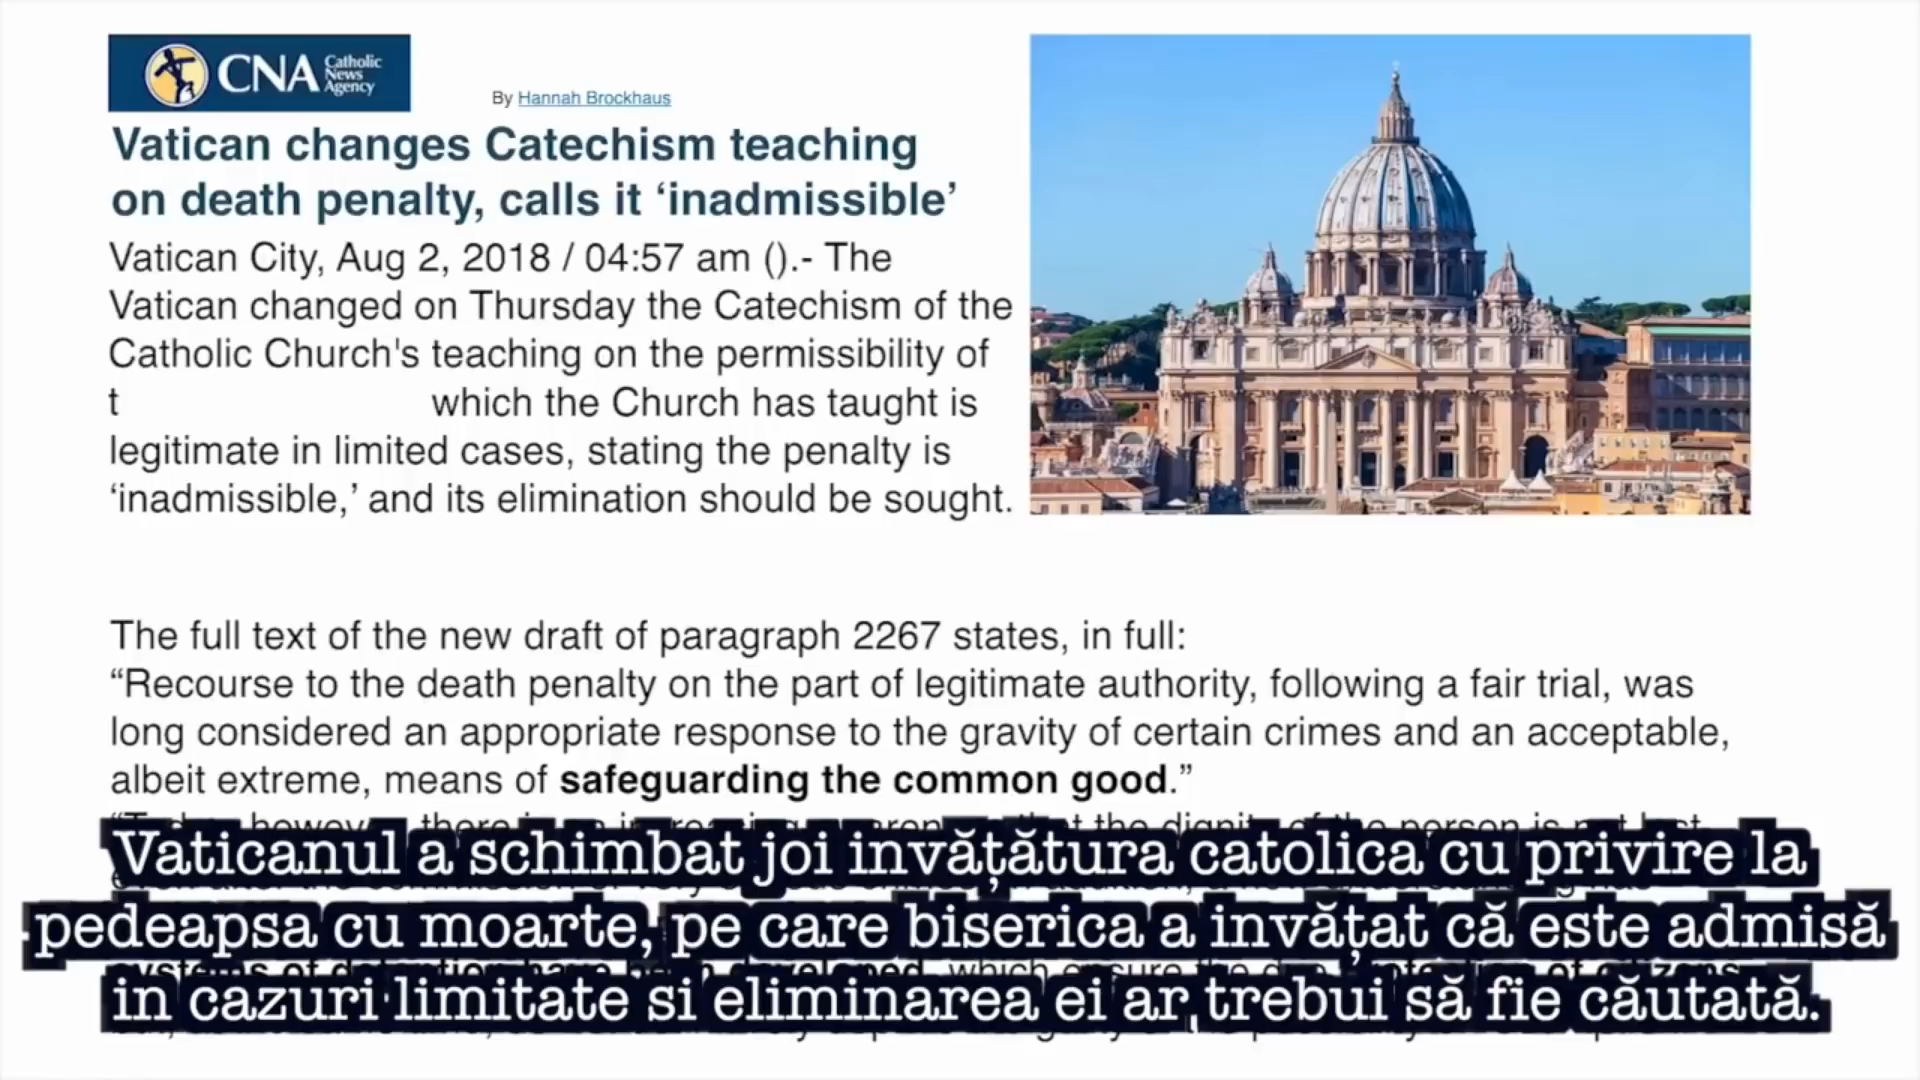 CNA Catholic
News
Agency
By Hannah Brockhaus
Vatican changes Catechism teaching
on death penalty, calls it ‘inadmissible’
Vatican City, Aug 2, 2018 / 04:57 am ().- The
Vatican changed on Thursday the Catechism of the
Catholic Church's teaching on the permissibility of
t which the Church has taught is
legitimate in limited cases, stating the penalty is
‘inadmissible,’ and its elimination should be sought.
The full text of the new draft of paragraph 2267 states, in full:
“Recourse to the death penalty on the part of legitimate authority, following a fair trial, was
long considered an appropriate response to the gravity of certain crimes and an acceptable,
albeit extreme, means of safeguarding the common good.”
Vaticanul a schimbat joi invățătura catolica cu privire la
pedeapsa cu moarte, pe care biserica a invățat că este admisă
in cazuri limitate si eliminarea ei ar trebui să fie căutată.